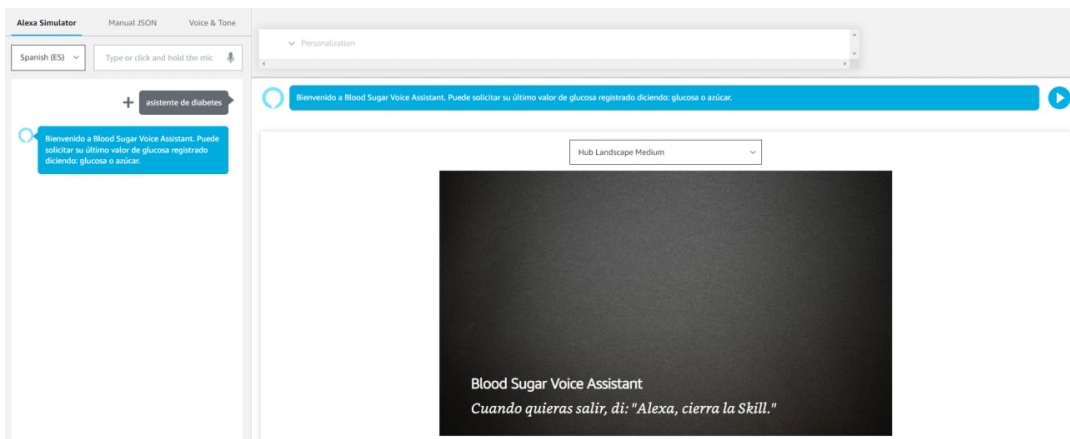 Alexa Simulator
Manual JSON
Voice & Tone
Spanish (ES)
Type or click and hold the mic
asistente de diabetes
Bienvenido a Blood Sugar Voice Assistant. Puede
solicitar su último valor de glucosa registrado
diciendo: glucosa o azúcar.
Personalization
Bienvenido a Blood Sugar Voice Assistant. Puede solicitar su último valor de glucosa registrado diciendo: glucosa o azúcar.
Hub Landscape Medium
Blood Sugar Voice Assistant
Cuando quieras salir, di: "Alexa, cierra la Skill."